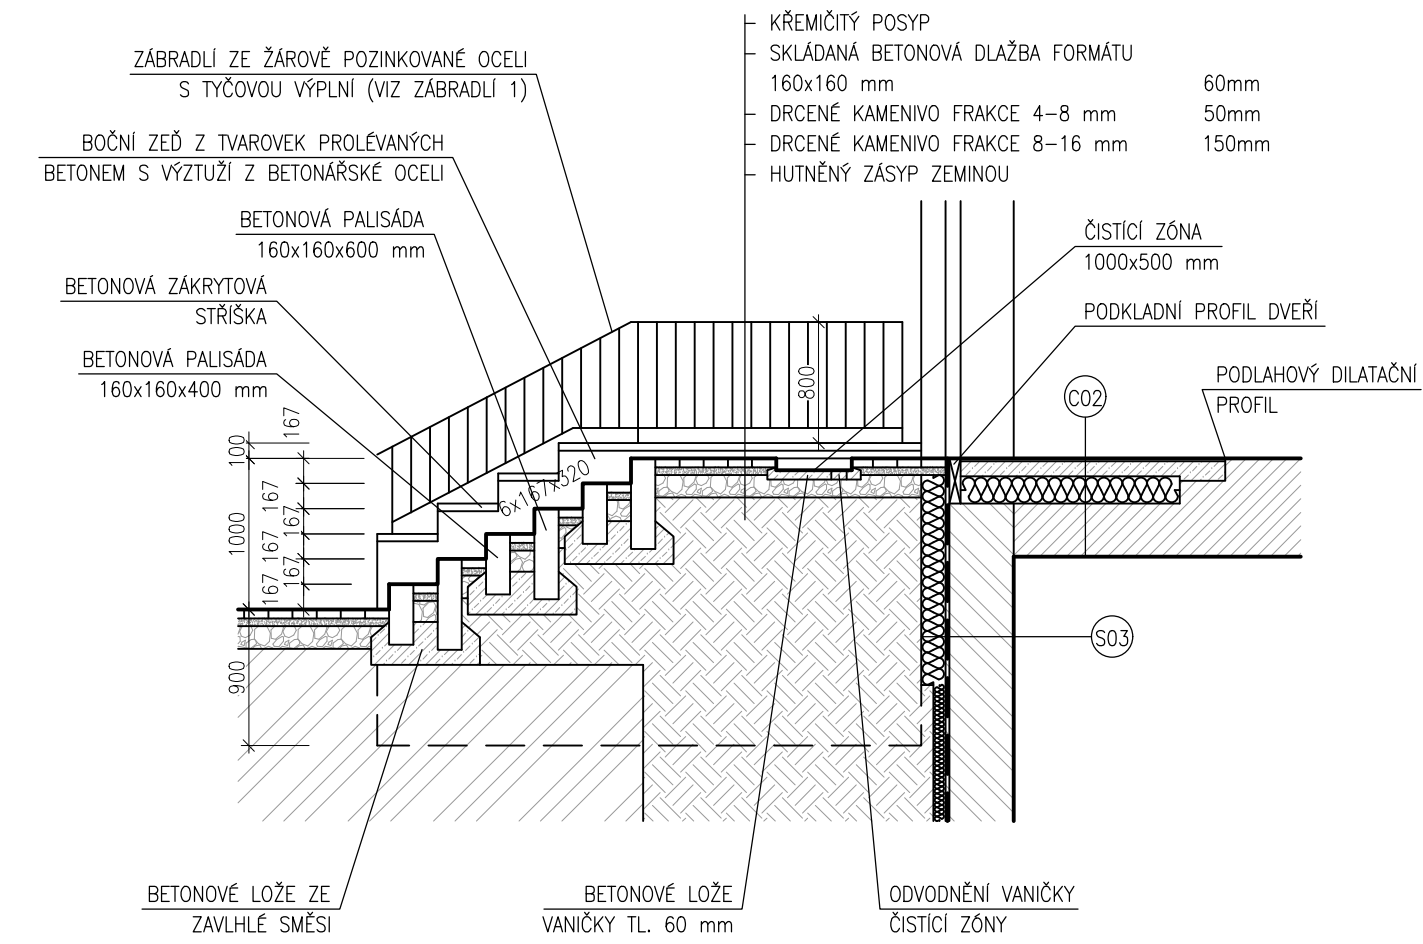 KŘEMIČITÝ POSYP
SKLÁDANÁ BETONOVÁ DLAŽBA FORMÁTU
160x160 mm 60mm
DRCENÉ KAMENIVO FRAKCE 4-8 mm 50mm
DRCENÉ KAMENIVO FRAKCE 8-16 mm 150mm
HUTNĚNÝ ZÁSYP ZEMINOU
ZÁBRADLÍ ZE ŽÁROVĚ POZINKOVANÉ OCELI
S TYČOVOU VÝPLNÍ (VIZ ZÁBRADLÍ 1)
BOČNÍ ZEĎ Z TVAROVEK PROLÉVANÝCH
BETONEM S VÝZTUŽÍ Z BETONÁŘSKÉ OCELI
BETONOVÁ PALISÁDA
160x160x600 mm
BETONOVÁ ZÁKRYTOVÁ
STŘÍŠKA
BETONOVÁ PALISÁDA
160x160x400 mm
ČISTÍCÍ ZÓNA
1000x500 mm
PODKLADNÍ PROFIL DVEŘÍ
PODLAHOVÝ DILATAČNÍ
PROFIL
C02
S03
800
6x167x320
100
1000
900
167
167
167
167
167
167
BETONOVÉ LOŽE ZE
ZAVLHLÉ SMĚSI
BETONOVÉ LOŽE
VANIČKY TL. 60 mm
ODVODNĚNÍ VANIČKY
ČISTÍCÍ ZÓNY